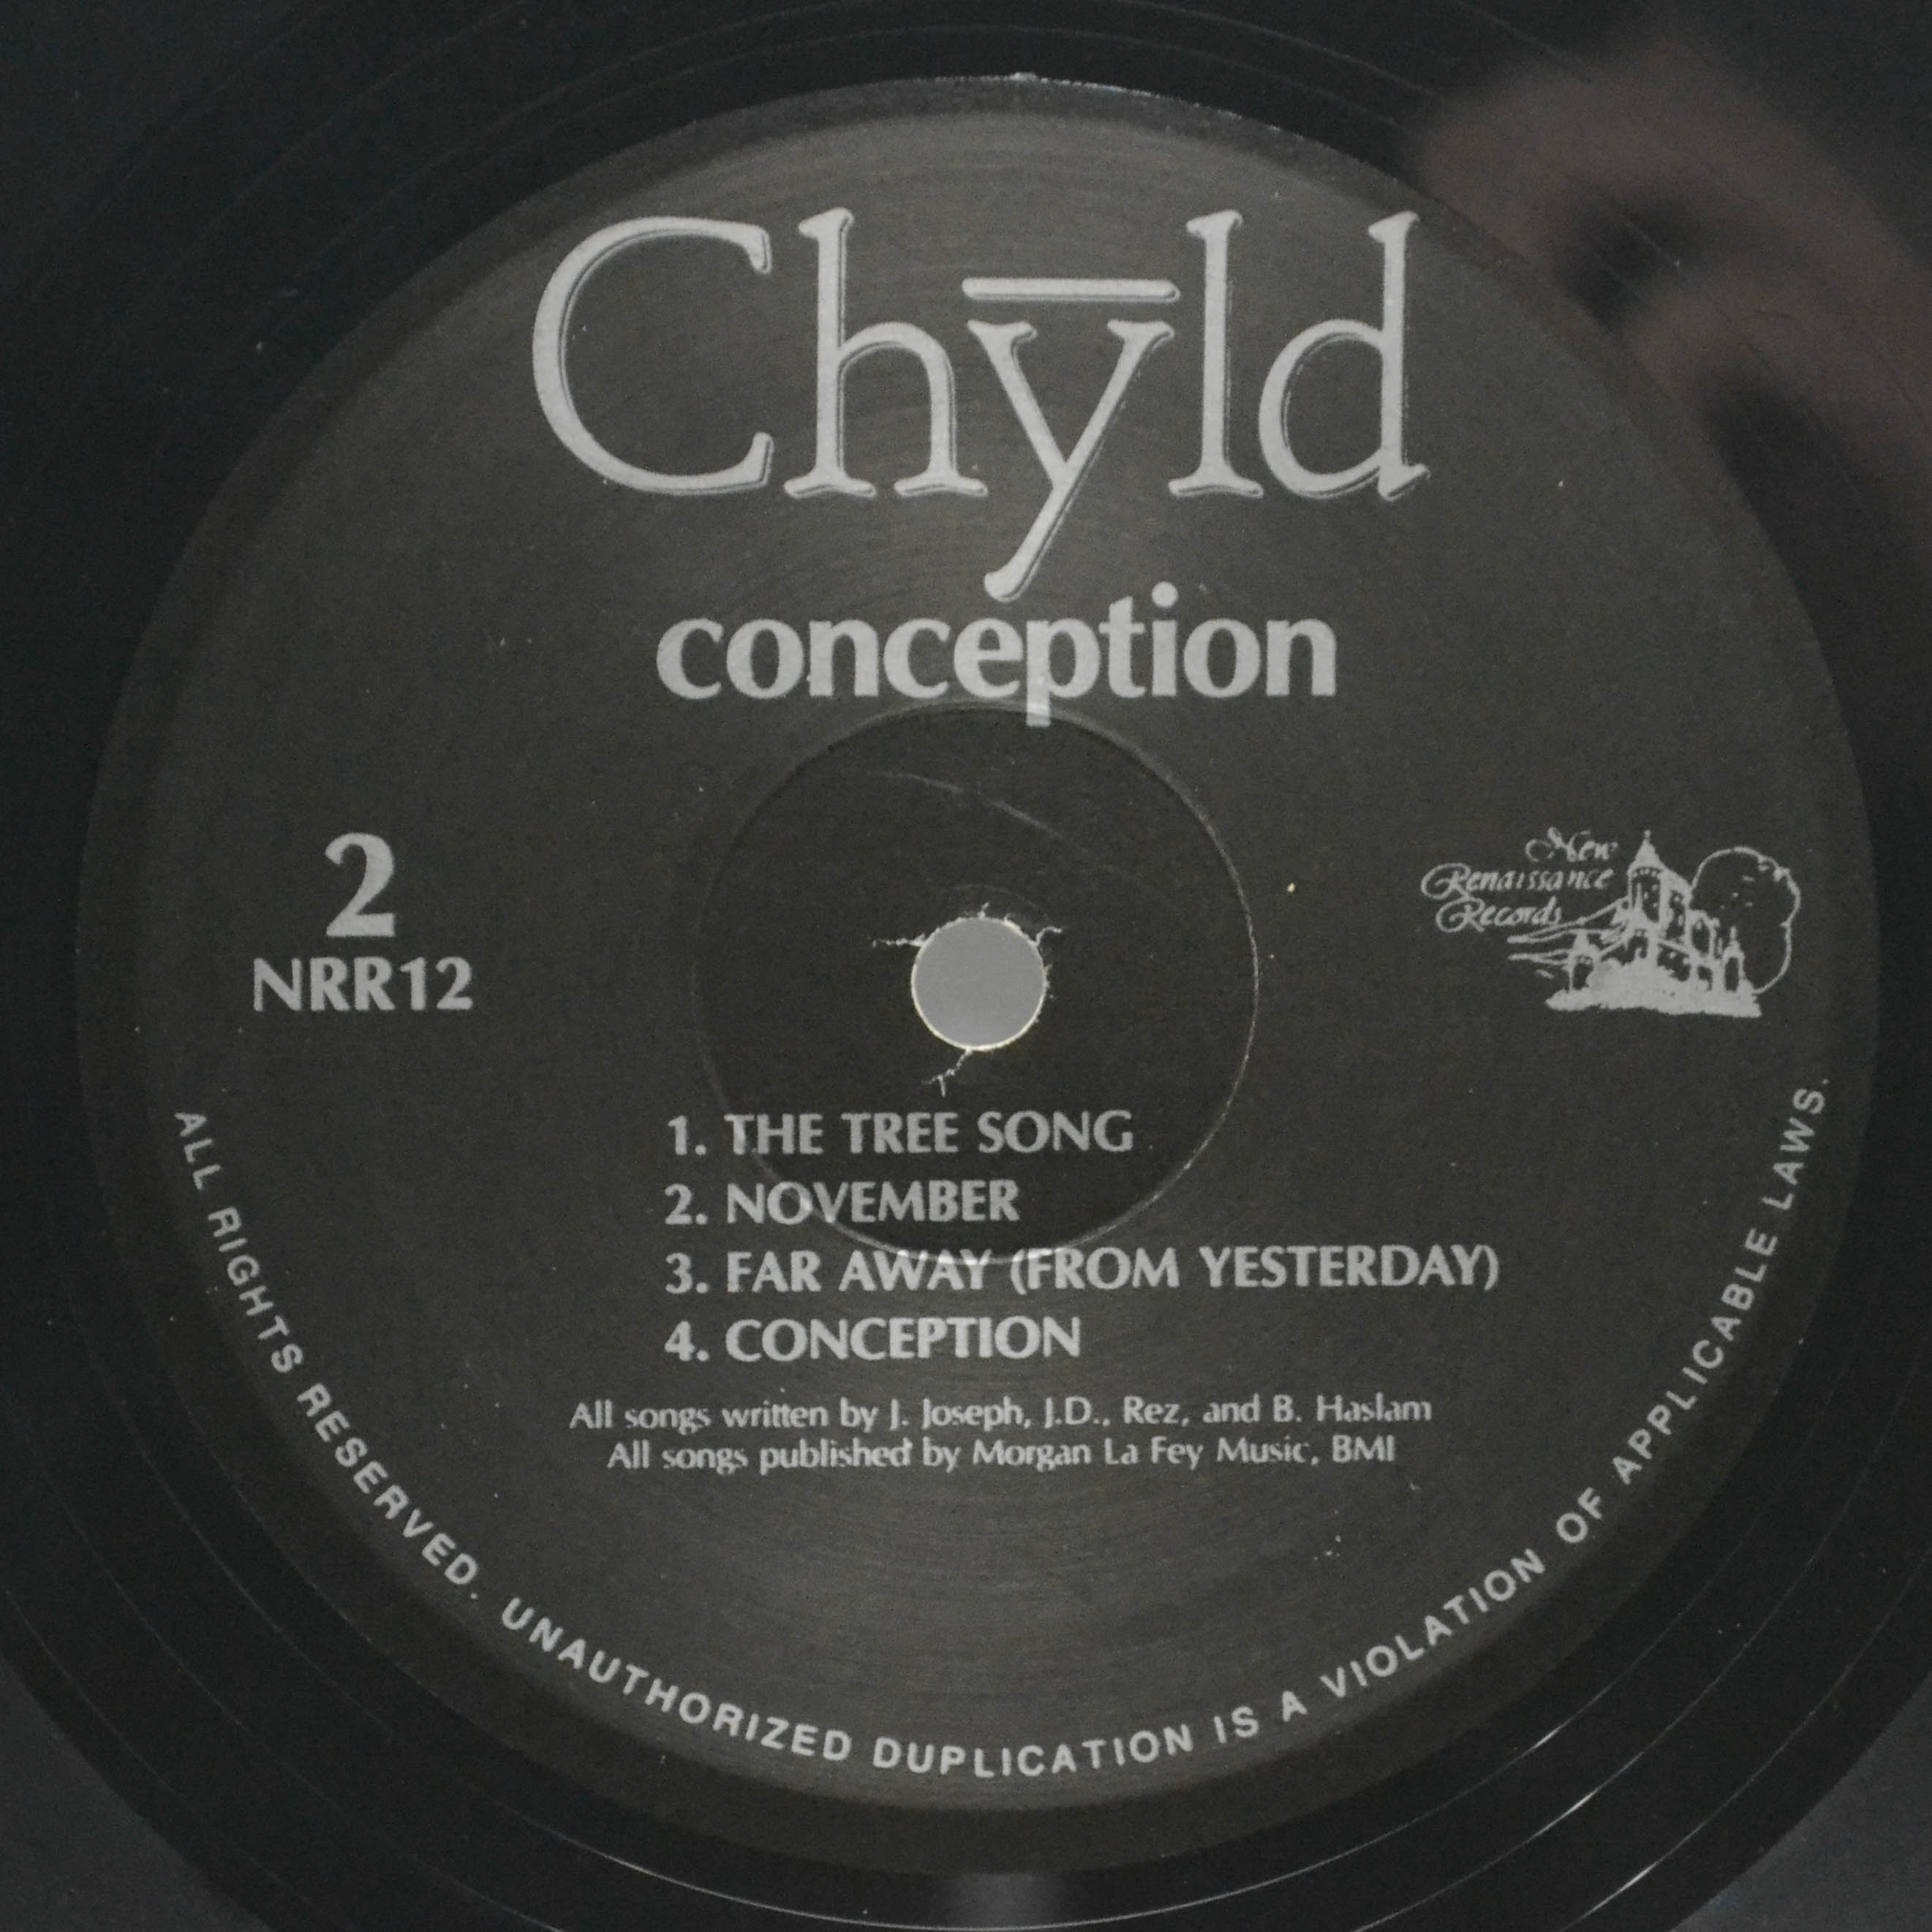 Chȳld
conception
2
NRR12
New
Renaissance
Records
1. THE TREE SONG
2. NOVEMBER
3. FAR AWAY (FROM YESTERDAY)
4. CONCEPTION
All songs written by J. Joseph, J.D., Rez, and B. Haslam
All songs published by Morgan La Fey Music, BMI
ALL RIGHTS RESERVED. UNAUTHORIZED DUPLICATION IS A VIOLATION OF APPLICABLE LAWS.